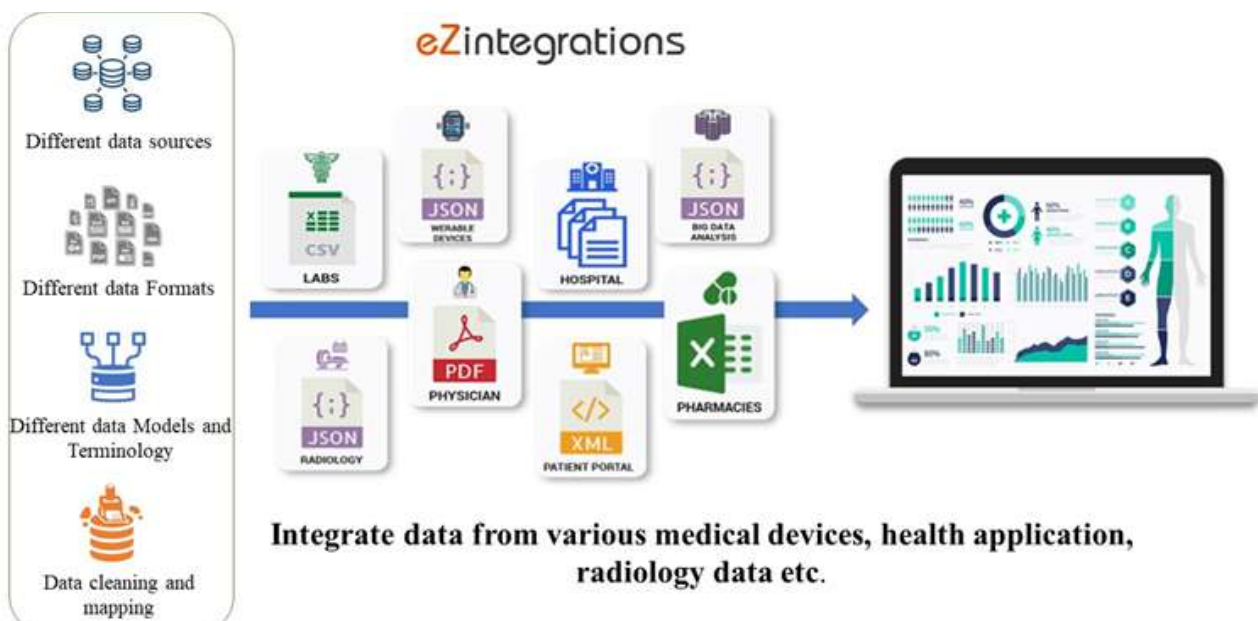 eZintegrations
Different data sources
Different data Formats
Different data Models and
Terminology
Data cleaning and
mapping
CSV
LABS
{;}
JSON
WERABLE
DEVICES
HOSPITAL
{;}
JSON
BIG DATA
ANALYSIS
{;}
JSON
RADIOLOGY
PDF
PHYSICIAN
</>
XML
PATIENT PORTAL
X
PHARMACIES
60%
80%
Integrate data from various medical devices, health application,
radiology data etc.